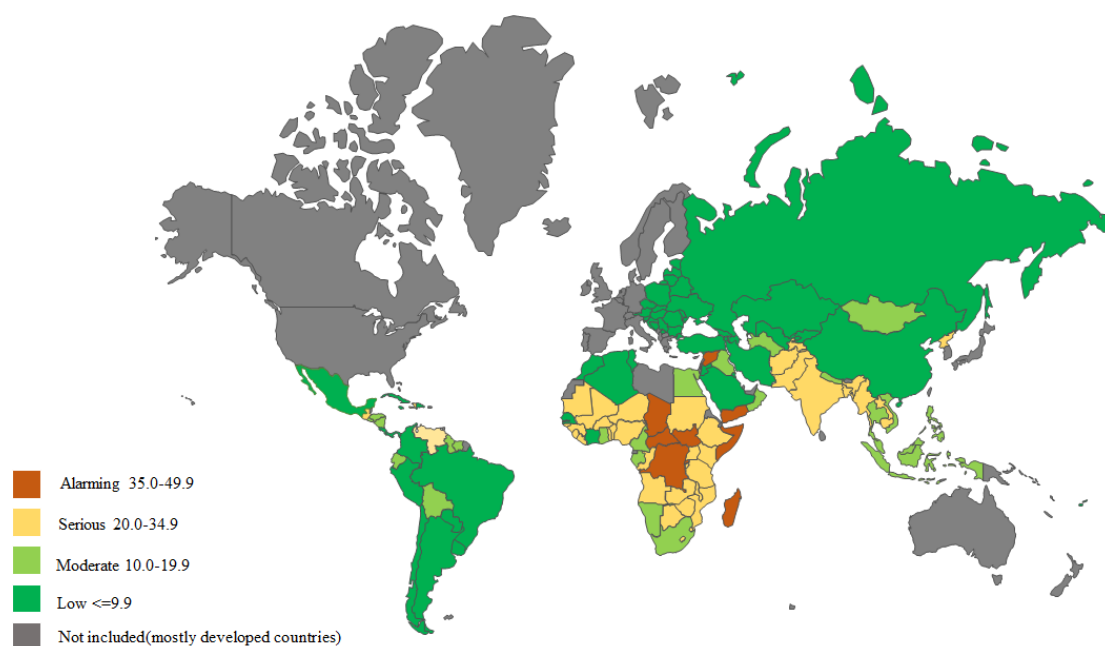 Alarming 35.0-49.9
Serious 20.0-34.9
Moderate 10.0-19.9
Low <=9.9
Not included(mostly developed countries)